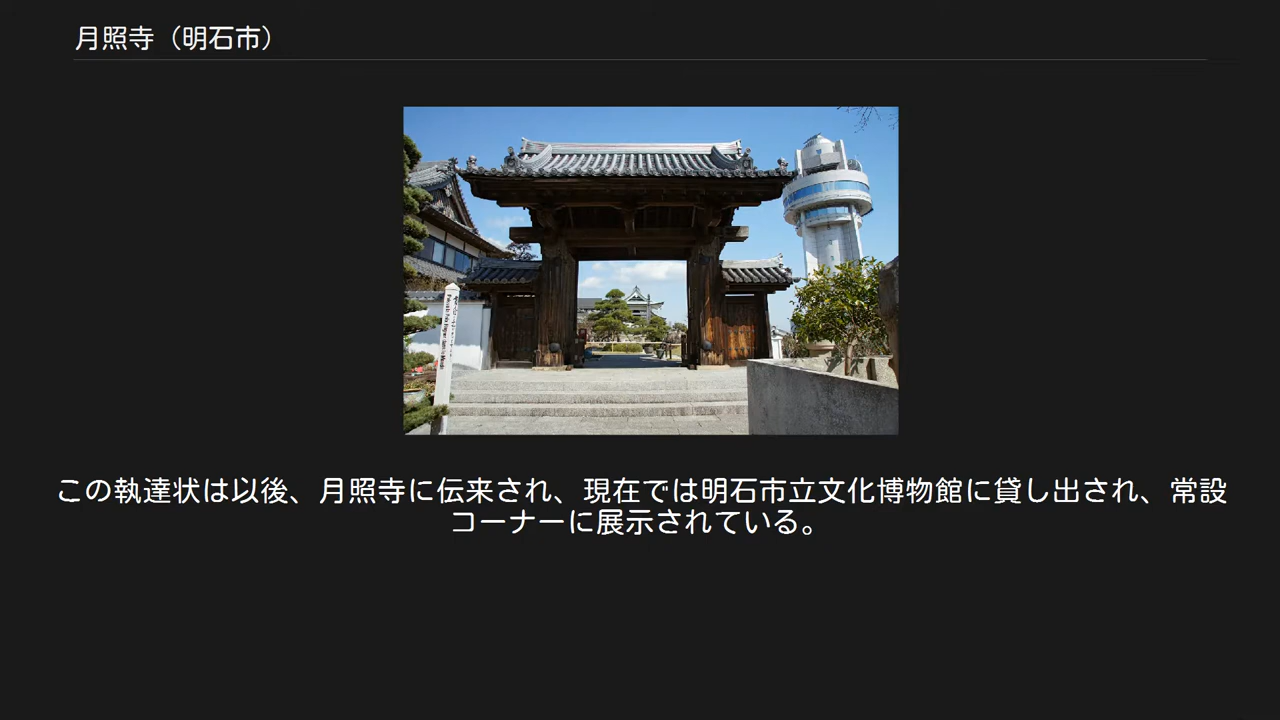 月照寺（明石市）
この執達状は以後、月照寺に伝来され、現在では明石市立文化博物館に貸し出され、常設
コーナーに展示されている。